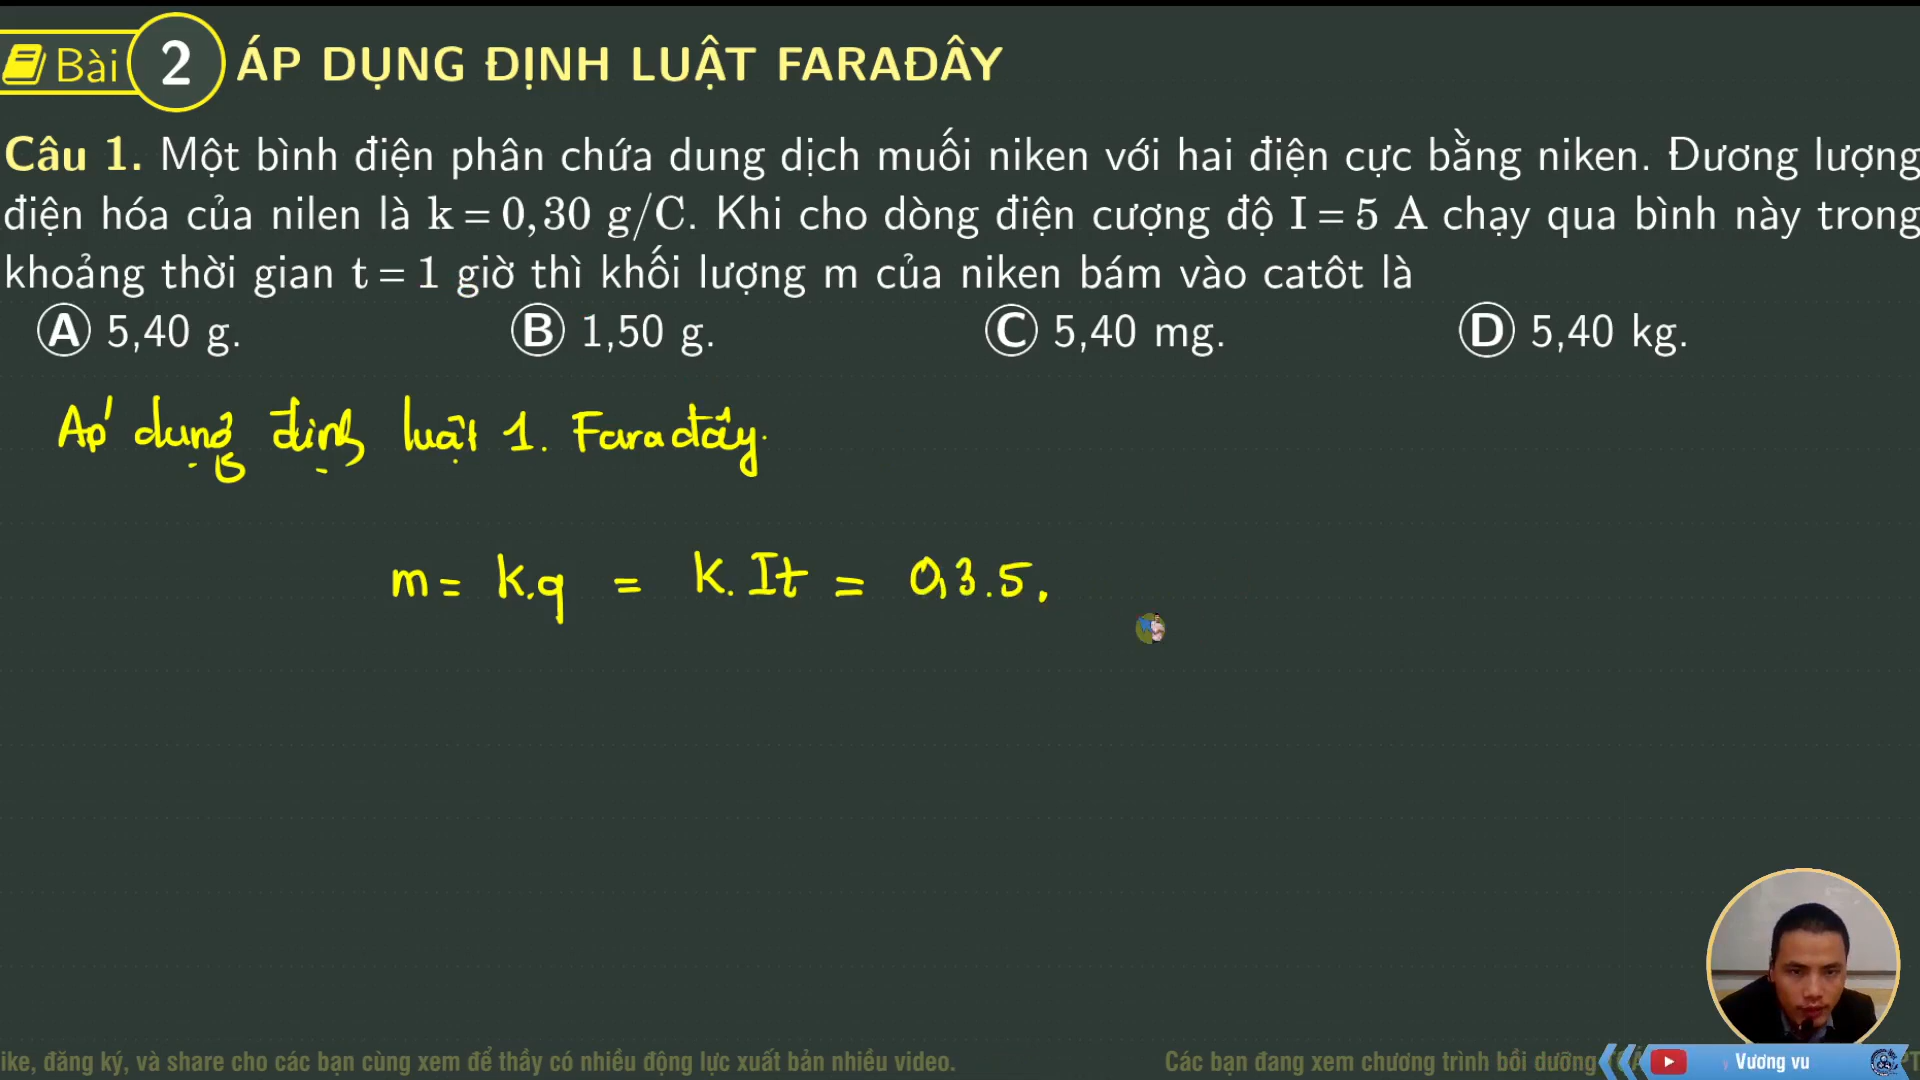 Bài 2 ÁP DỤNG ĐỊNH LUẬT FARAĐÂY
Câu 1. Một bình điện phân chứa dung dịch muối niken với hai điện cực bằng niken. Đương lượng
điện hóa của nilen là k = 0,30 g/C. Khi cho dòng điện cượng độ I = 5 A chạy qua bình này trong
khoảng thời gian t = 1 giờ thì khối lượng m của niken bám vào catôt là
A 5,40 g. B 1,50 g. C 5,40 mg. D 5,40 kg.
Áp dụng định luật 1. Farađây.
m = k.q = K.It = 0,3.5.
ike, đăng ký, và share cho các bạn cùng xem để thầy có nhiều động lực xuất bản nhiều video. Các bạn đang xem chương trình bồi dưỡng
Vương vu